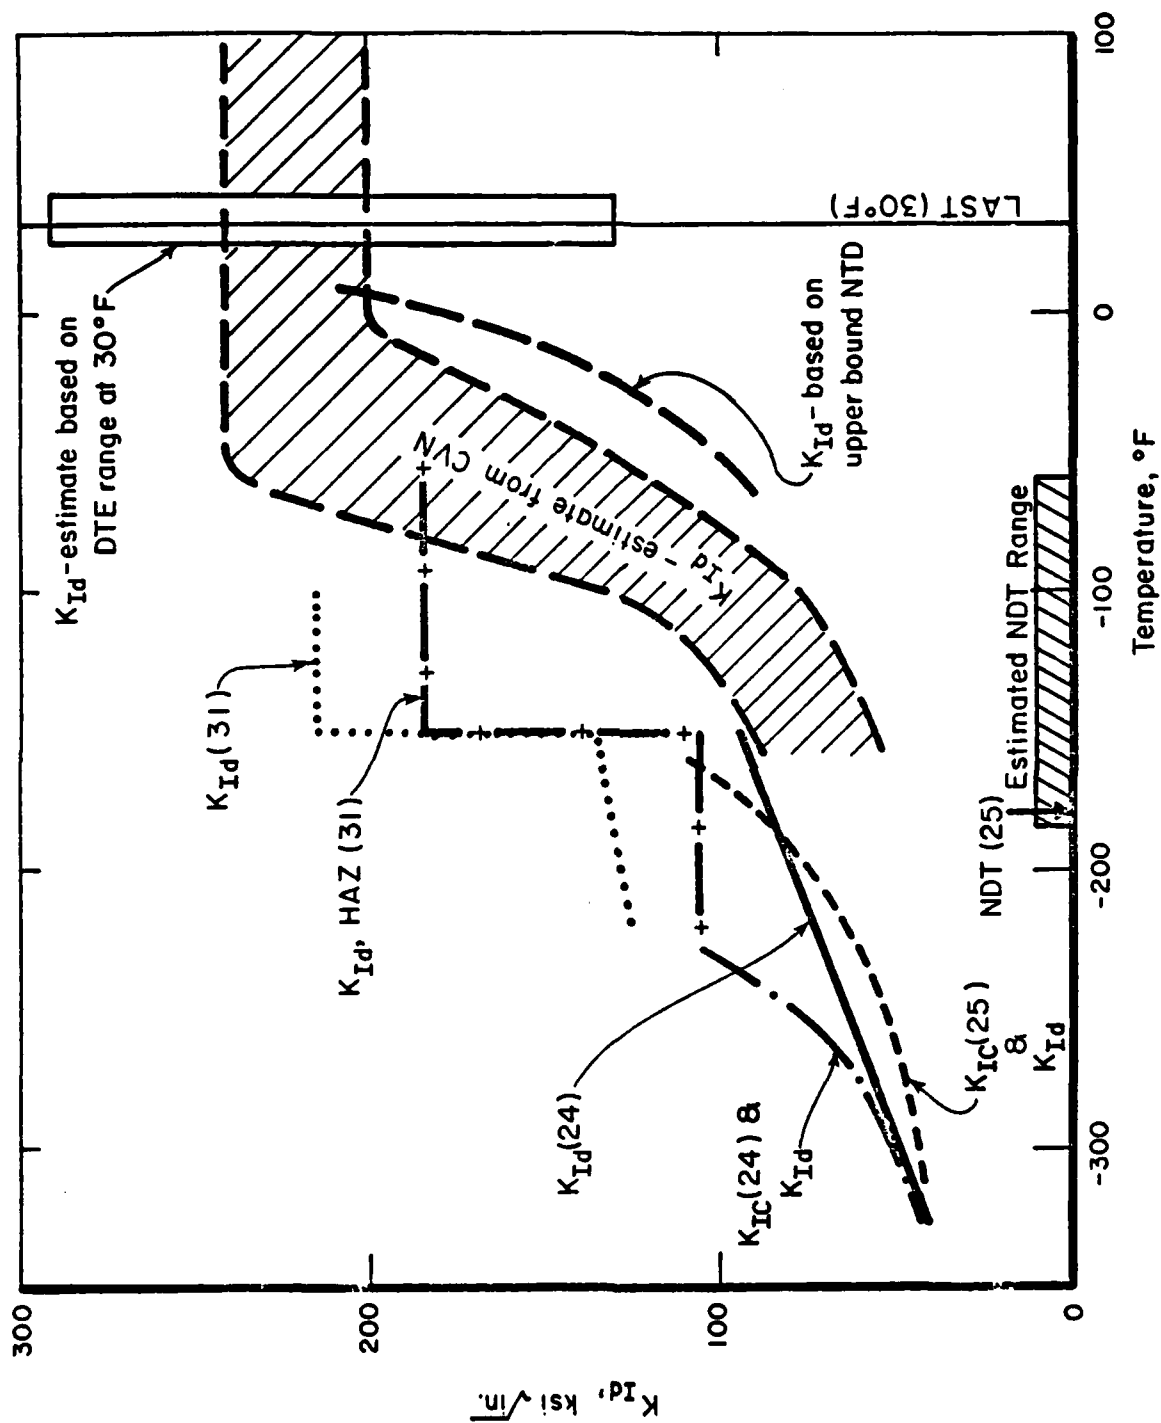 K_Id-estimate based on
DTE range at 30°F
K_Id(31)
K_Id, HAZ (31)
K_Id - estimate from CVN
K_Id- based on
upper bound NTD
LAST (30°F)
K_Id(24)
K_IC(24) &
K_Id
K_IC(25)
&
K_Id
NDT (25)
Estimated NDT Range
300
200
100
0
K_Id, ksi √in.
-300
-200
-100
0
100
Temperature, °F